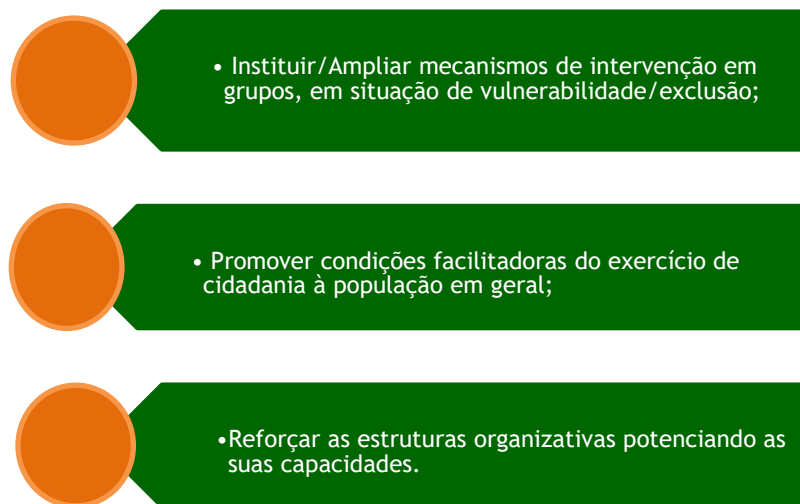 • Instituir/Ampliar mecanismos de intervenção em
grupos, em situação de vulnerabilidade/exclusão;
• Promover condições facilitadoras do exercício de
cidadania à população em geral;
•Reforçar as estruturas organizativas potenciando as
suas capacidades.